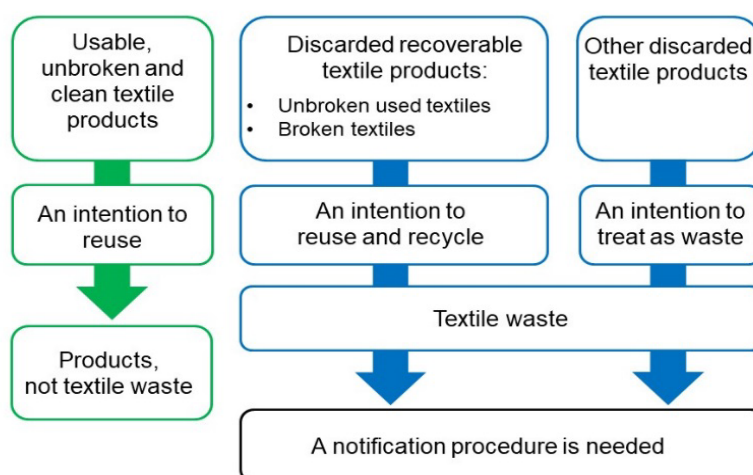 Usable,
unbroken and
clean textile
products
An intention to
reuse
Products,
not textile waste
Discarded recoverable
textile products:
• Unbroken used textiles
• Broken textiles
An intention to
reuse and recycle
Other discarded
textile products
An intention to
treat as waste
Textile waste
A notification procedure is needed